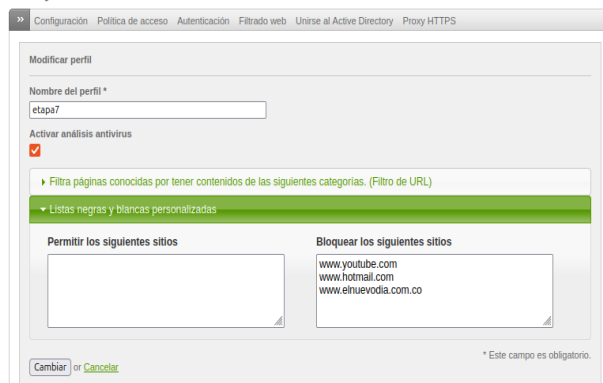 » Configuración Política de acceso Autenticación Filtrado web Unirse al Active Directory Proxy HTTPS
Modificar perfil
Nombre del perfil *
etapa7
Activar análisis antivirus
Filtra páginas conocidas por tener contenidos de las siguientes categorías. (Filtro de URL)
Listas negras y blancas personalizadas
Permitir los siguientes sitios Bloquear los siguientes sitios
www.youtube.com
www.hotmail.com
www.elnuevodia.com.co
* Este campo es obligatorio.
Cambiar or Cancelar